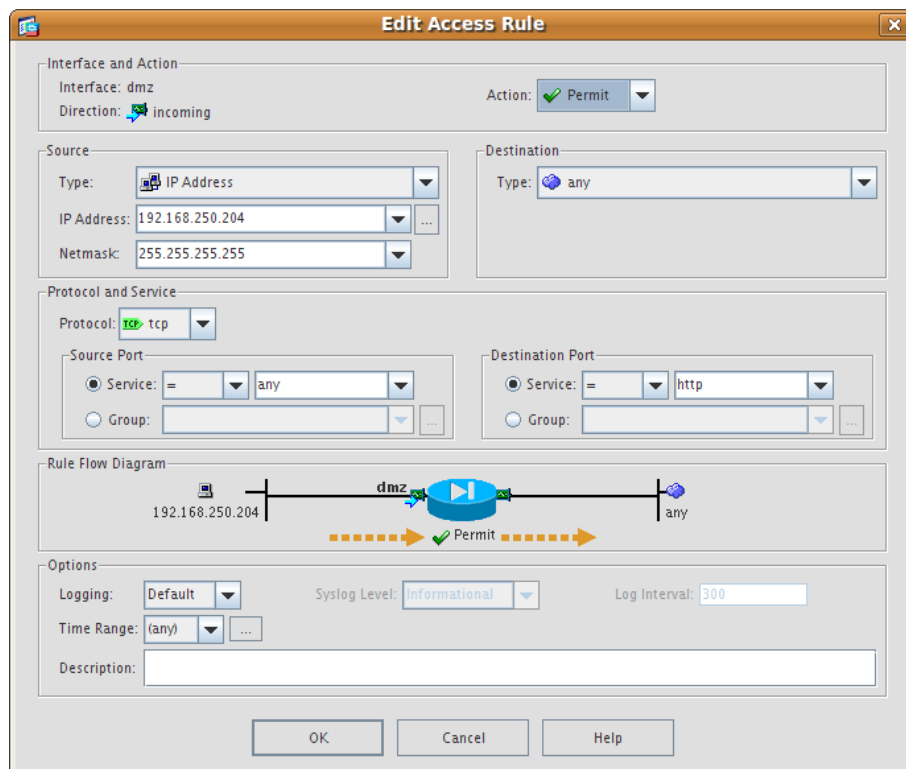 Edit Access Rule
Interface and Action
Interface: dmz
Direction: incoming
Action: Permit
Source
Type: IP Address
IP Address: 192.168.250.204 ...
Netmask: 255.255.255.255
Destination
Type: any
Protocol and Service
Protocol: TCP tcp
Source Port
Service: = any
Group: ...
Destination Port
Service: = http
Group: ...
Rule Flow Diagram
192.168.250.204
dmz
Permit
any
Options
Logging: Default Syslog Level: Informational Log Interval: 300
Time Range: (any) ...
Description:
OK Cancel Help